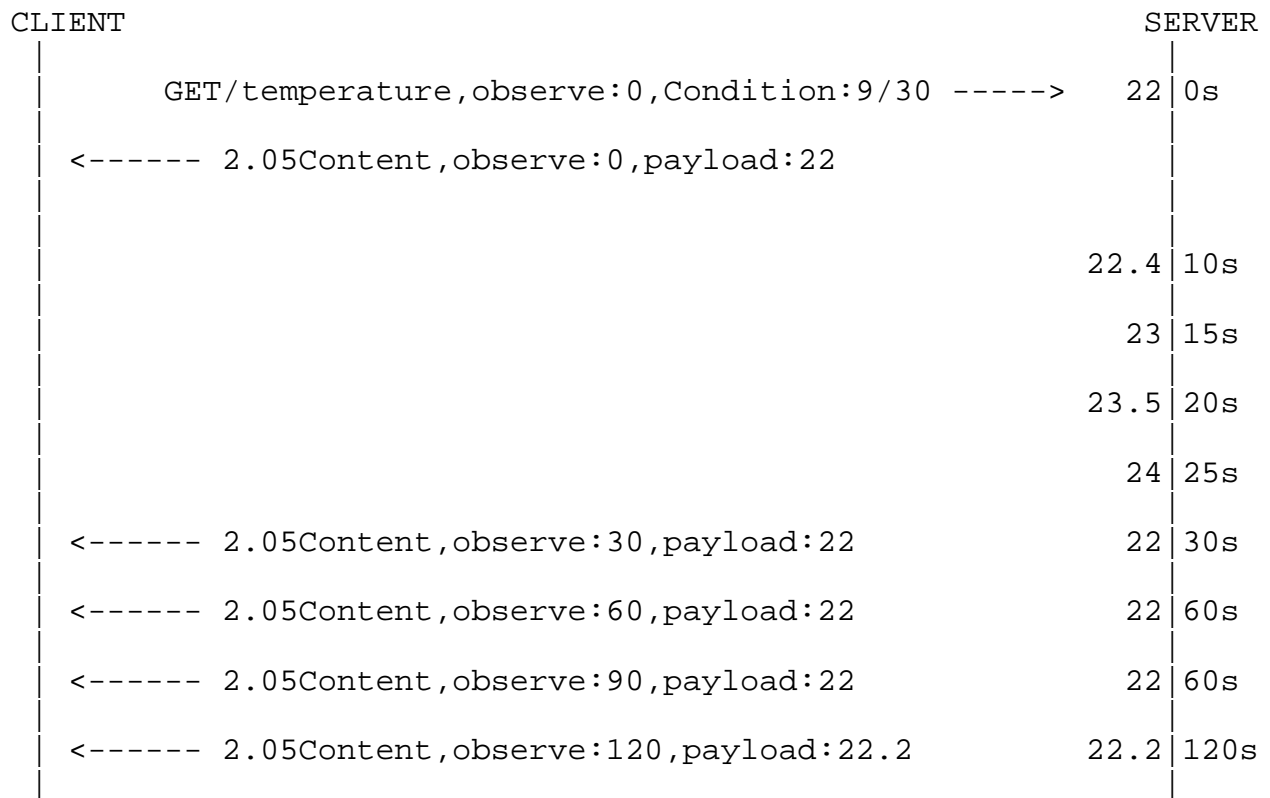 CLIENT SERVER
GET/temperature,observe:0,Condition:9/30 -----> 22|0s
<------ 2.05Content,observe:0,payload:22
22.4|10s
23|15s
23.5|20s
24|25s
<------ 2.05Content,observe:30,payload:22 22|30s
<------ 2.05Content,observe:60,payload:22 22|60s
<------ 2.05Content,observe:90,payload:22 22|60s
<------ 2.05Content,observe:120,payload:22.2 22.2|120s